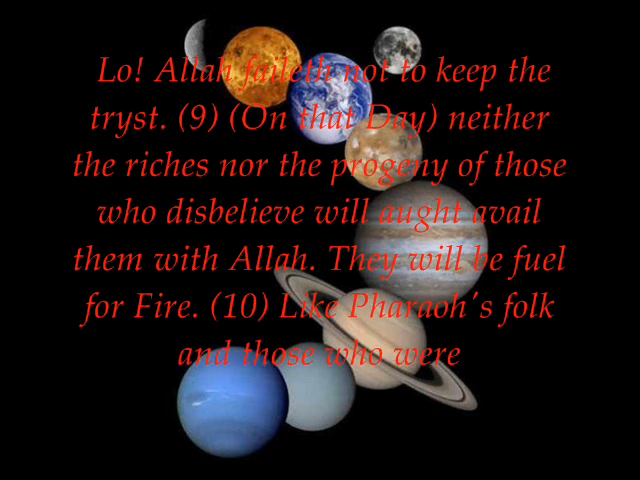 Lo! Allah faileth not to keep the
tryst. (9) (On that Day) neither
the riches nor the progeny of those
who disbelieve will aught avail
them with Allah. They will be fuel
for Fire. (10) Like Pharaoh's folk
and those who were